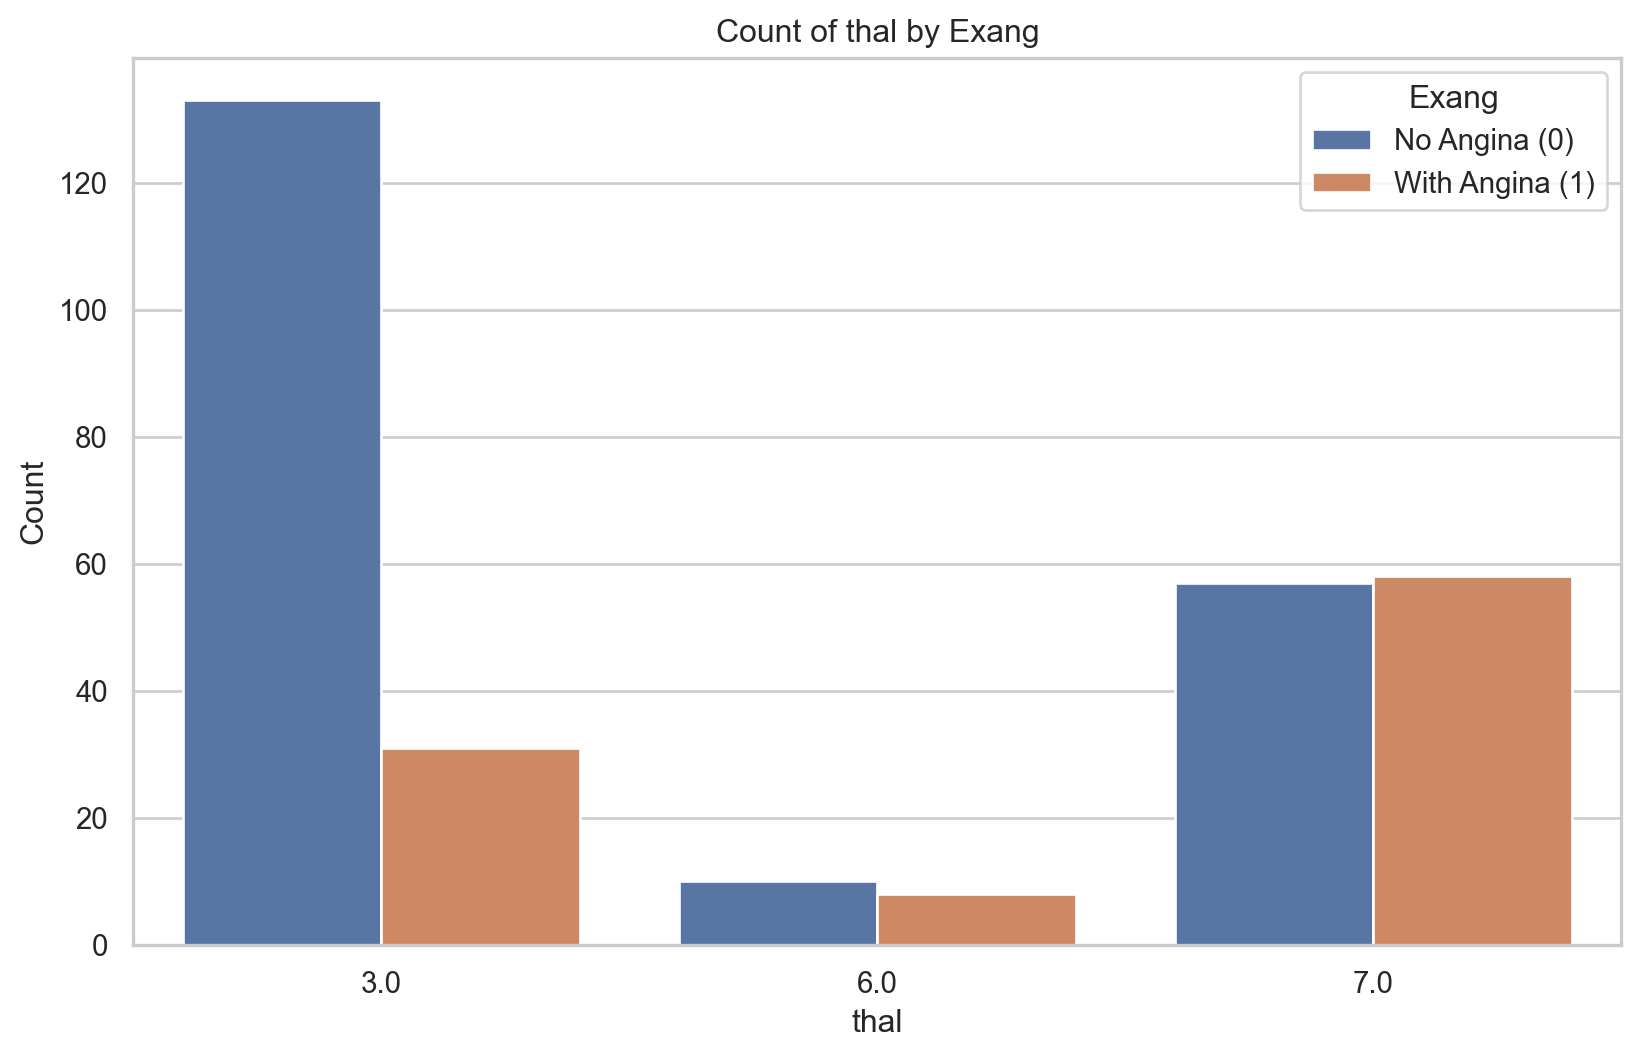 Count of thal by Exang
Exang
No Angina (0)
With Angina (1)
120
100
80
60
40
20
0
Count
3.0
6.0
7.0
thal